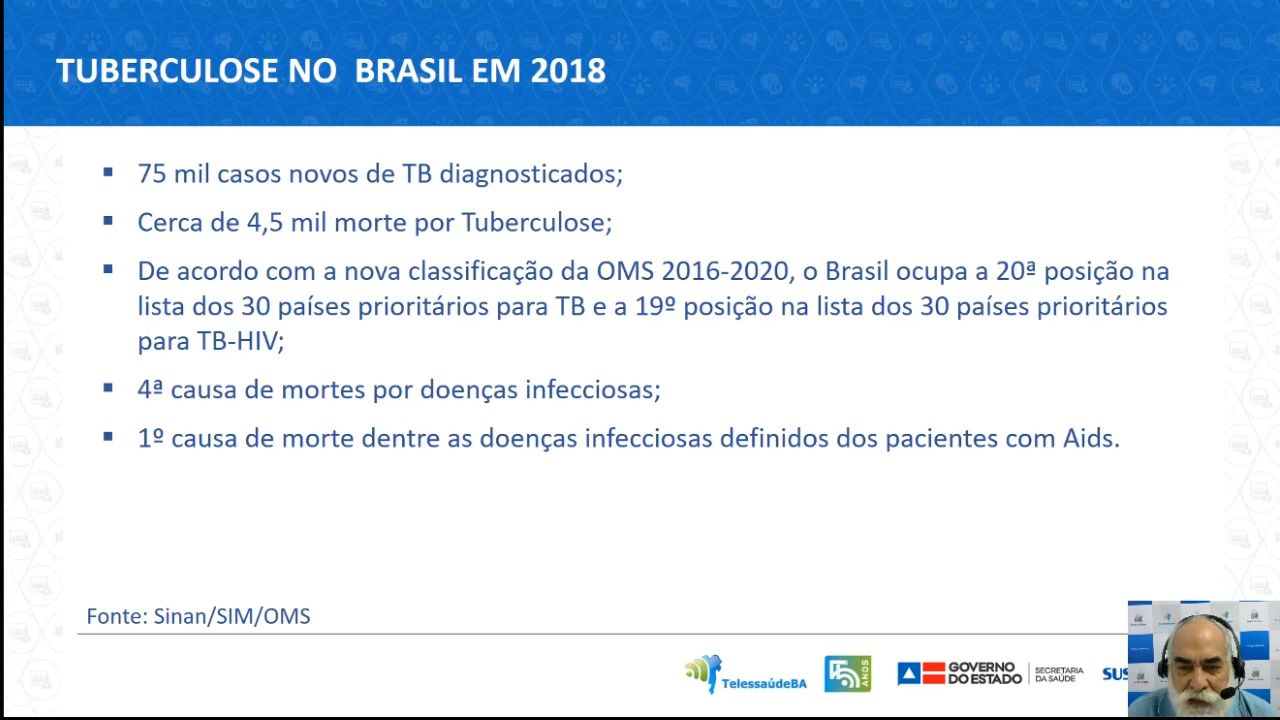 TUBERCULOSE NO BRASIL EM 2018
75 mil casos novos de TB diagnosticados;
Cerca de 4,5 mil morte por Tuberculose;
De acordo com a nova classificação da OMS 2016-2020, o Brasil ocupa a 20ª posição na
lista dos 30 países prioritários para TB e a 19º posição na lista dos 30 países prioritários
para TB-HIV;
4ª causa de mortes por doenças infecciosas;
1º causa de morte dentre as doenças infecciosas definidos dos pacientes com Aids.
Fonte: Sinan/SIM/OMS
TelessaúdeBA
ANOS
GOVERNO
DO ESTADO
SECRETARIA
DA SAÚDE
SUS